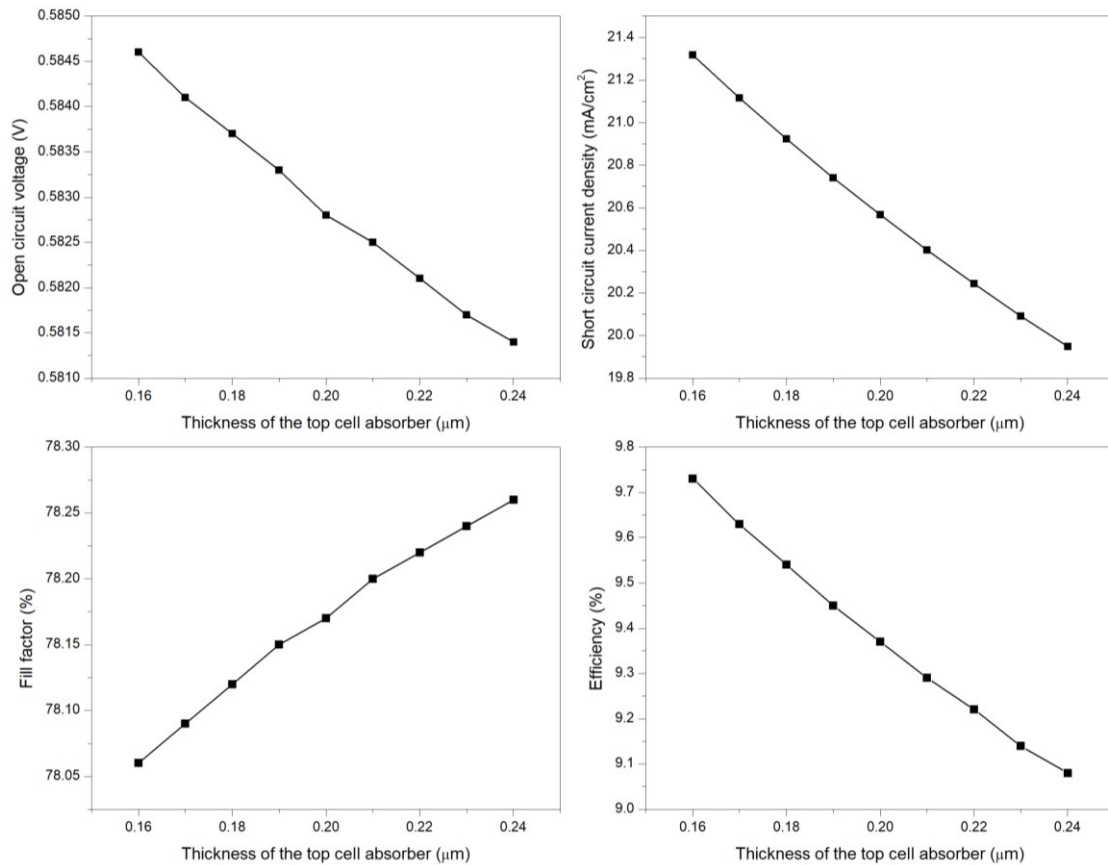 0.5850
0.5845
0.5840
0.5835
0.5830
0.5825
0.5820
0.5815
0.5810
Open circuit voltage (V)
0.16 0.18 0.20 0.22 0.24
Thickness of the top cell absorber (μm)
21.4
21.2
21.0
20.8
20.6
20.4
20.2
20.0
19.8
Short circuit current density (mA/cm²)
0.16 0.18 0.20 0.22 0.24
Thickness of the top cell absorber (μm)
78.30
78.25
78.20
78.15
78.10
78.05
Fill factor (%)
0.16 0.18 0.20 0.22 0.24
Thickness of the top cell absorber (μm)
9.8
9.7
9.6
9.5
9.4
9.3
9.2
9.1
9.0
Efficiency (%)
0.16 0.18 0.20 0.22 0.24
Thickness of the top cell absorber (μm)